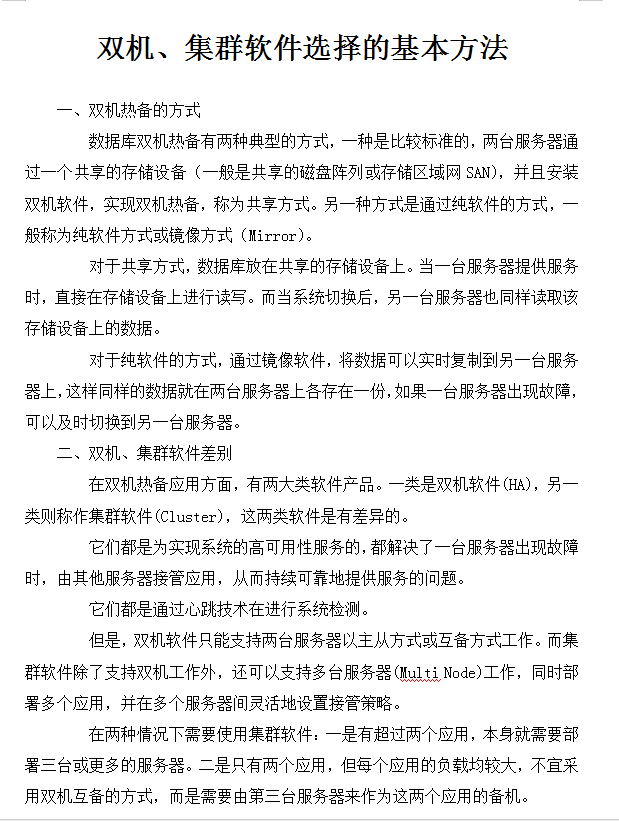 双机、集群软件选择的基本方法
一、双机热备的方式
数据库双机热备有两种典型的方式，一种是比较标准的，两台服务器通
过一个共享的存储设备（一般是共享的磁盘阵列或存储区域网 SAN)，并且安装
双机软件，实现双机热备，称为共享方式。另一种方式是通过纯软件的方式，一
般称为纯软件方式或镜像方式（Mirror)。
对于共享方式，数据库放在共享的存储设备上。当一台服务器提供服务
时，直接在存储设备上进行读写。而当系统切换后，另一台服务器也同样读取该
存储设备上的数据。
对于纯软件的方式，通过镜像软件，将数据可以实时复制到另一台服务
器上，这样同样的数据就在两台服务器上各存在一份，如果一台服务器出现故障，
可以及时切换到另一台服务器。
二、双机、集群软件差别
在双机热备应用方面，有两大类软件产品。一类是双机软件(HA)，另一
类则称作集群软件(Cluster)，这两类软件是有差异的。
它们都是为实现系统的高可用性服务的，都解决了一台服务器出现故障
时，由其他服务器接管应用，从而持续可靠地提供服务的问题。
它们都是通过心跳技术在进行系统检测。
但是，双机软件只能支持两台服务器以主从方式或互备方式工作。而集
群软件除了支持双机工作外，还可以支持多台服务器(Multi Node)工作，同时部
署多个应用，并在多个服务器间灵活地设置接管策略。
在两种情况下需要使用集群软件：一是有超过两个应用，本身就需要部
署三台或更多的服务器。二是只有两个应用，但每个应用的负载均较大，不宜采
用双机互备的方式，而是需要由第三台服务器来作为这两个应用的备机。